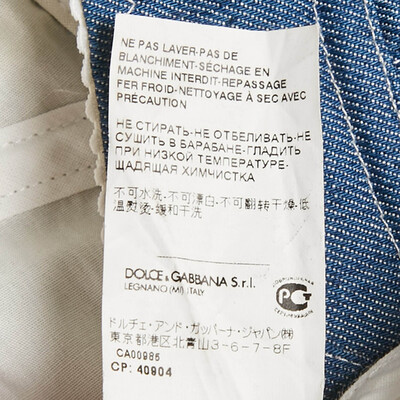 NE PAS LAVER-PAS DE
BLANCHIMENT-SÉCHAGE EN
MACHINE INTERDIT-REPASSAGE
FER FROID-NETTOYAGE À SEC AVEC
PRÉCAUTION
НЕ СТИРАТЬ-НЕ ОТБЕЛИВАТЬ-НЕ
СУШИТЬ В БАРАБАНЕ-ГЛАДИТЬ
ПРИ НИЗКОЙ ТЕМПЕРАТУРЕ-
ЩАДЯЩАЯ ХИМЧИСТКА
不可水洗-不可漂白-不可翻转干燥-低
温熨烫-缓和干洗
DOLCE & GABBANA S.r.l.
LEGNANO (MI) ITALY
РСТ
ドルチェ・アンド・ガッバーナ・ジャパン(株)
東京都港区北青山3-6-7-8F
CA00985
CP: 40904